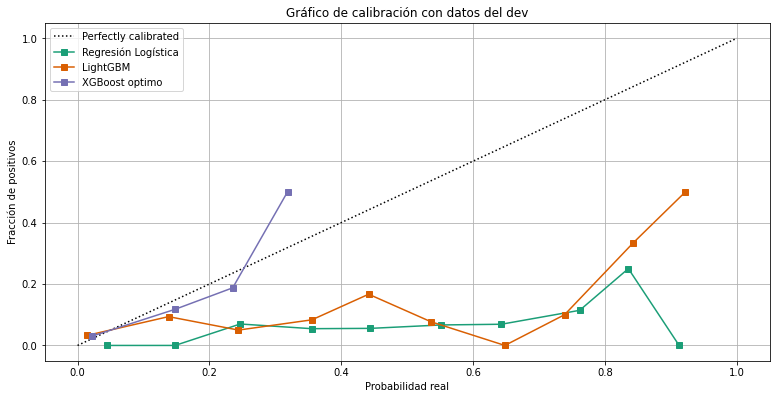 Gráfico de calibración con datos del dev
Perfectly calibrated
Regresión Logística
LightGBM
XGBoost optimo
Fracción de positivos
1.0
0.8
0.6
0.4
0.2
0.0
0.0 0.2 0.4 0.6 0.8 1.0
Probabilidad real